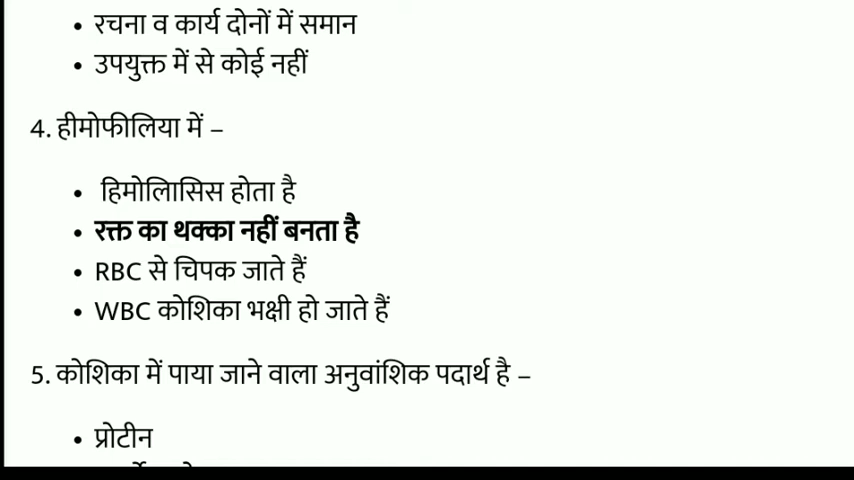 • रचना व कार्य दोनों में समान
• उपयुक्त में से कोई नहीं
4. हीमोफीलिया में –
• हिमोलिासिस होता है
• रक्त का थक्का नहीं बनता है
• RBC से चिपक जाते हैं
• WBC कोशिका भक्षी हो जाते हैं
5. कोशिका में पाया जाने वाला अनुवांशिक पदार्थ है –
• प्रोटीन